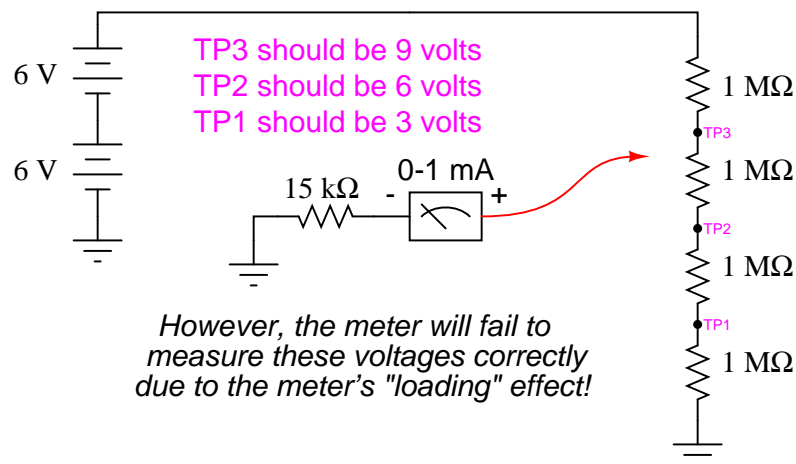 TP3 should be 9 volts
6 V
TP2 should be 6 volts
1 MΩ
TP1 should be 3 volts
TP3
6 V
0-1 mA
1 MΩ
15 kΩ
- +
TP2
1 MΩ
However, the meter will fail to
measure these voltages correctly
due to the meter's "loading" effect!
TP1
1 MΩ